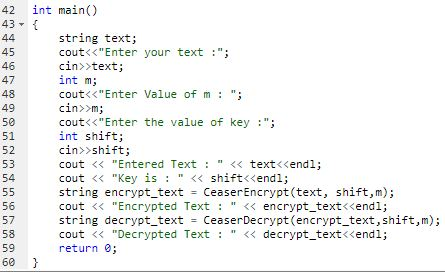 42 int main()
43 {
44 string text;
45 cout<<"Enter your text :";
46 cin>>text;
47 int m;
48 cout<<"Enter Value of m : ";
49 cin>>m;
50 cout<<"Enter the value of key :";
51 int shift;
52 cin>>shift;
53 cout << "Entered Text : " << text<<endl;
54 cout << "Key is : " << shift<<endl;
55 string encrypt_text = CeaserEncrypt(text, shift,m);
56 cout << "Encrypted Text : " << encrypt_text<<endl;
57 string decrypt_text = CeaserDecrypt(encrypt_text,shift,m);
58 cout << "Decrypted Text : " << decrypt_text<<endl;
59 return 0;
60 }